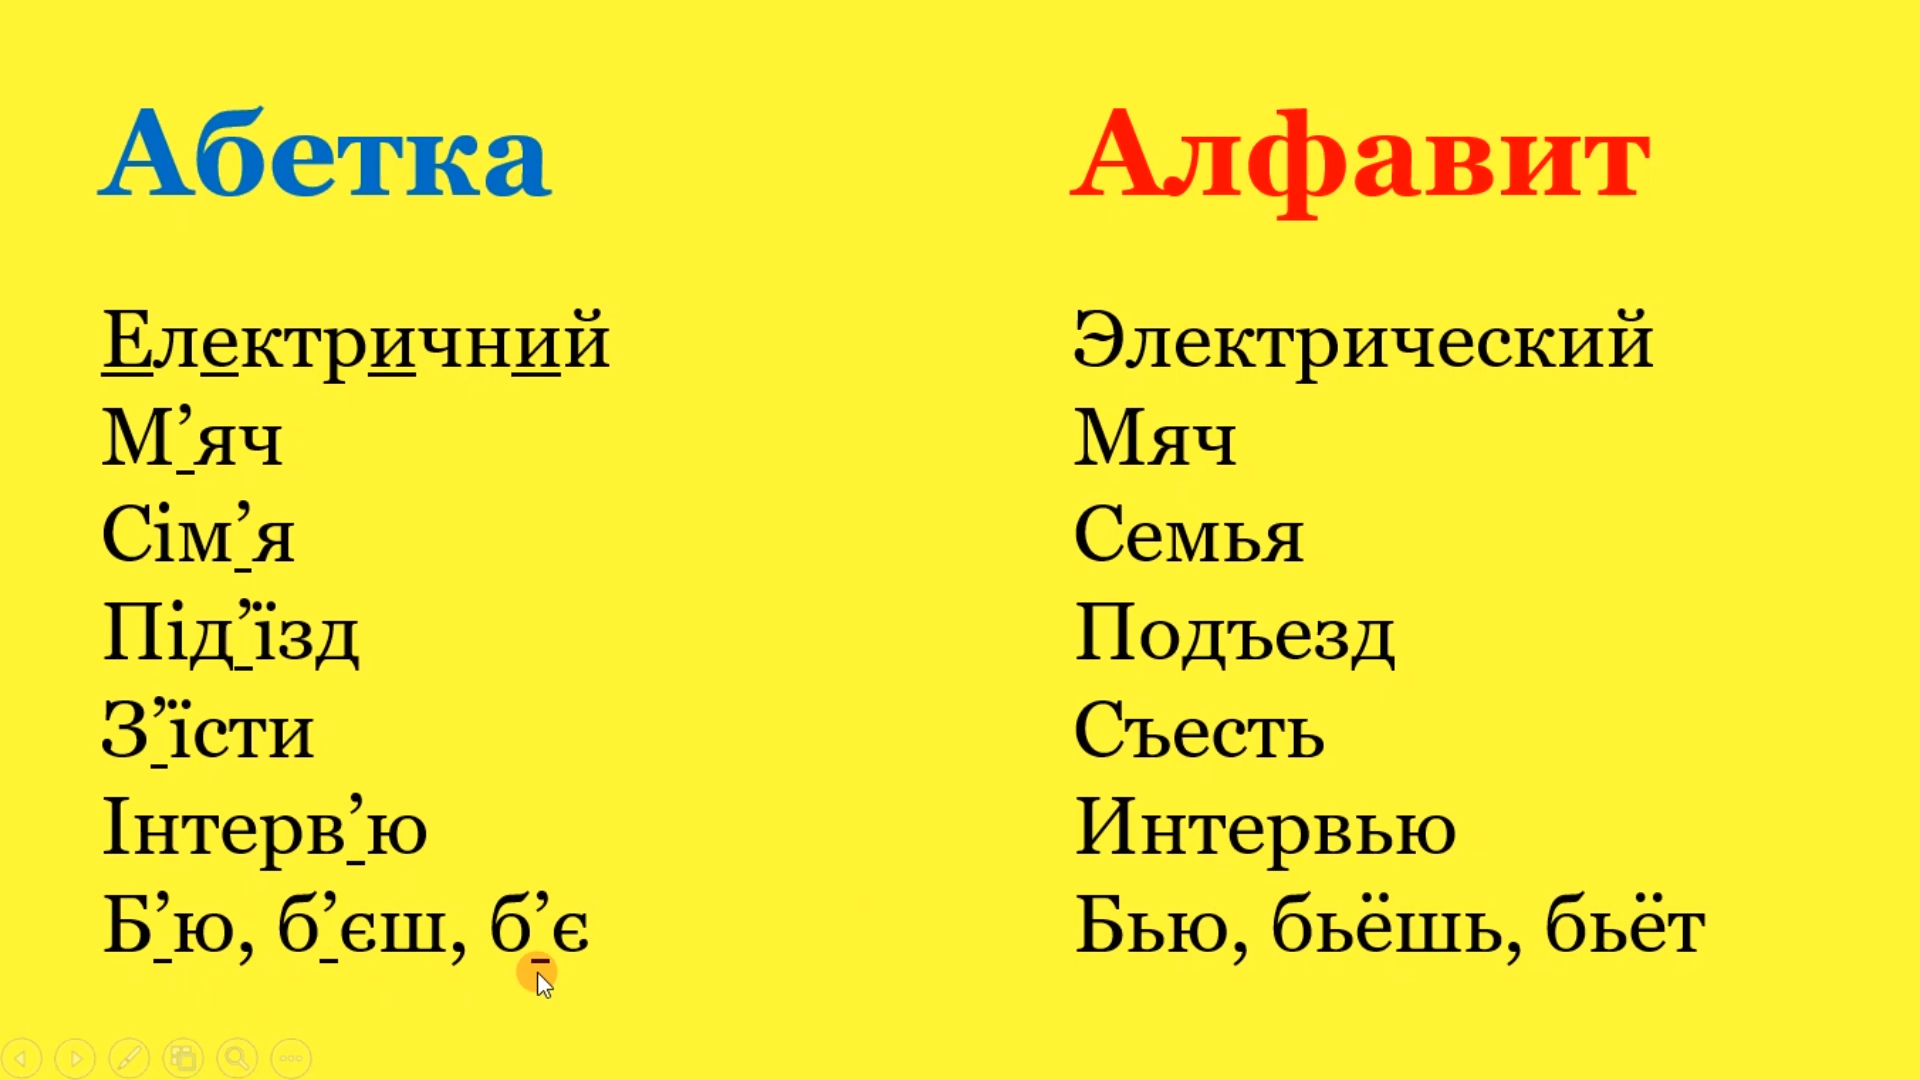 Абетка
Електричний
М’яч
Сім’я
Під’їзд
З’їсти
Інтерв’ю
Б’ю, б’єш, б’є
Алфавит
Электрический
Мяч
Семья
Подъезд
Съесть
Интервью
Бью, бьёшь, бьёт